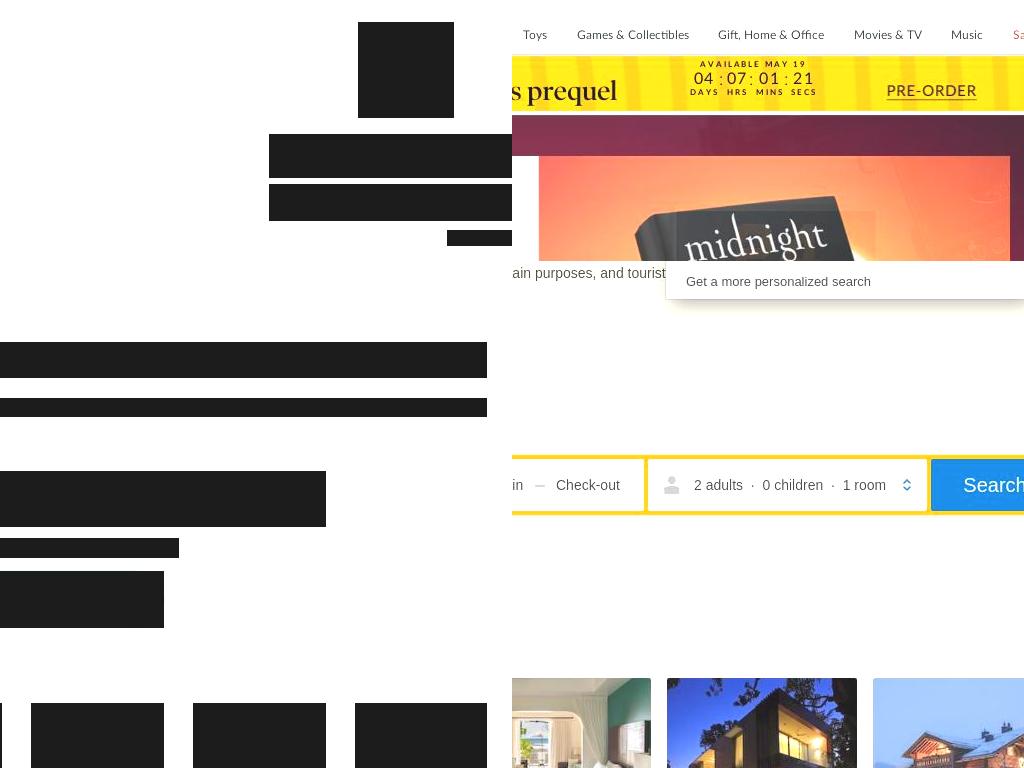 Toys Games & Collectibles Gift, Home & Office Movies & TV Music
AVAILABLE MAY 19
04 : 07 : 01 : 21
DAYS HRS MINS SECS
prequel
PRE-ORDER
midnight
purposes, and tourist
Get a more personalized search
in — Check-out
2 adults · 0 children · 1 room
Search